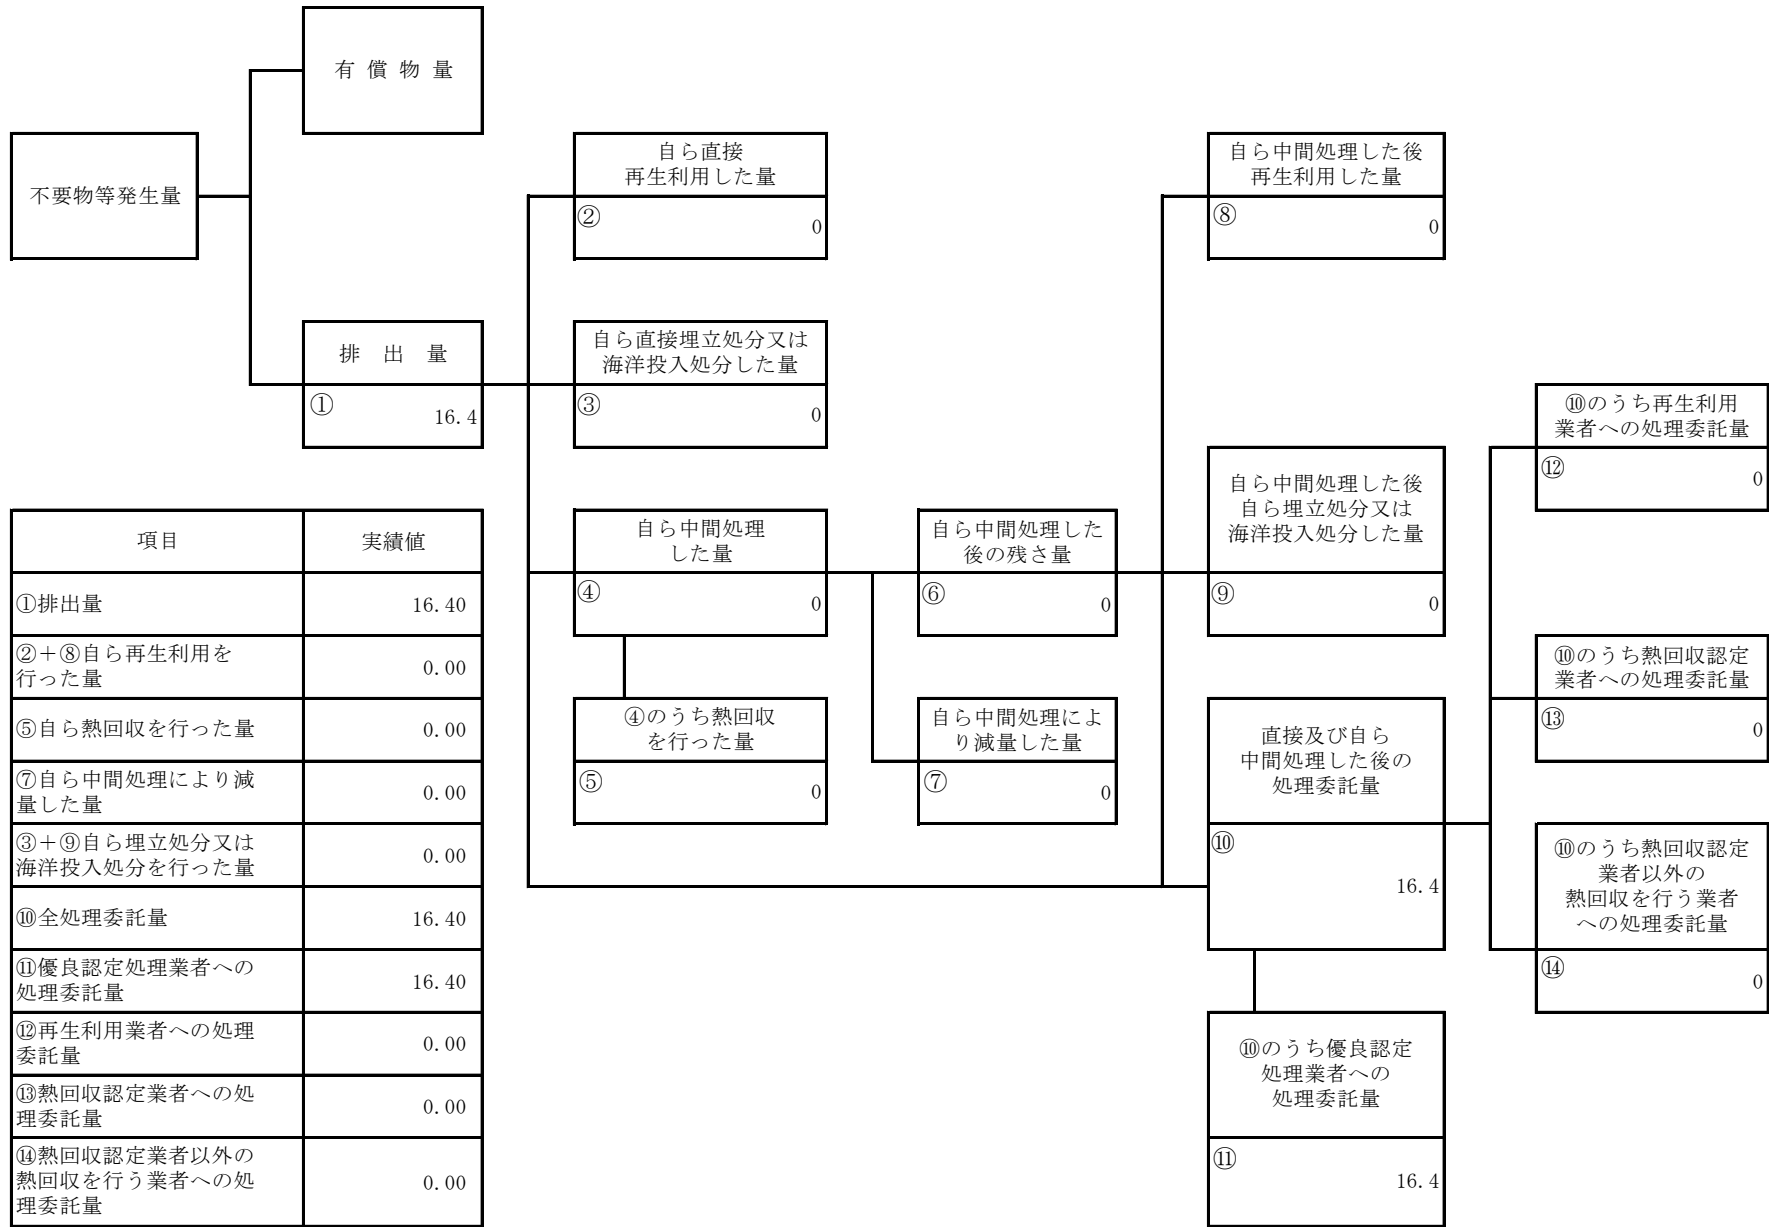 有 償 物 量
不要物等発生量
自ら直接
再生利用した量
②
0
自ら中間処理した後
再生利用した量
⑧
0
排 出 量
①
16.4
自ら直接埋立処分又は
海洋投入処分した量
③
0
⑩のうち再生利用
業者への処理委託量
⑫
0
自ら中間処理
した量
④
0
自ら中間処理した
後の残さ量
⑥
0
自ら中間処理した後
自ら埋立処分又は
海洋投入処分した量
⑨
0
⑩のうち熱回収認定
業者への処理委託量
⑬
0
④のうち熱回収
を行った量
⑤
0
自ら中間処理によ
り減量した量
⑦
0
直接及び自ら
中間処理した後の
処理委託量
⑩
16.4
⑩のうち熱回収認定
業者以外の
熱回収を行う業者
への処理委託量
⑭
0
⑩のうち優良認定
処理業者への
処理委託量
⑪
16.4
項目 実績値
①排出量 16.40
②+⑧自ら再生利用を
行った量 0.00
⑤自ら熱回収を行った量 0.00
⑦自ら中間処理により減
量した量 0.00
③+⑨自ら埋立処分又は
海洋投入処分を行った量 0.00
⑩全処理委託量 16.40
⑪優良認定処理業者への
処理委託量 16.40
⑫再生利用業者への処理
委託量 0.00
⑬熱回収認定業者への処
理委託量 0.00
⑭熱回収認定業者以外の
熱回収を行う業者への処
理委託量 0.00